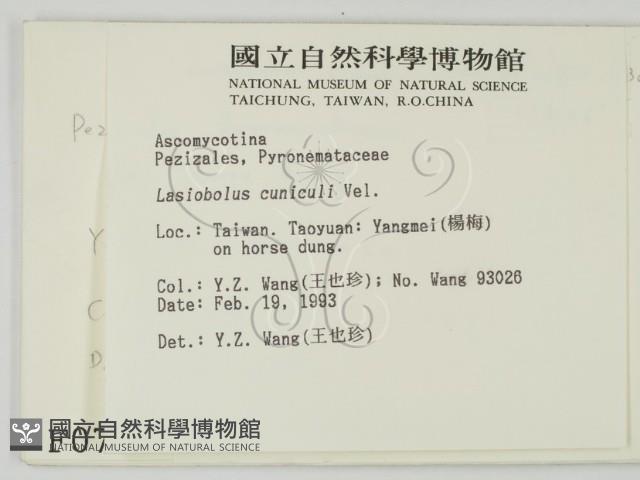 國立自然科學博物館
NATIONAL MUSEUM OF NATURAL SCIENCE
TAICHUNG, TAIWAN, R.O.CHINA
Pez
Ascomycotina
Pezizales, Pyronemataceae
Lasiobolus cuniculi Vel.
Loc.: Taiwan. Taoyuan: Yangmei(楊梅)
on horse dung.
Col.: Y.Z. Wang(王也珍); No. Wang 93026
Date: Feb. 19, 1993
Det.: Y.Z. Wang(王也珍)
Y
C
D.
國立自然科學博物館
NATIONAL MUSEUM OF NATURAL SCIENCE
F07